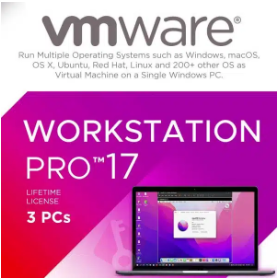 vmware®
Run Multiple Operating Systems such as Windows, macOS,
OS X, Ubuntu, Red Hat, Linux and 200+ other OS as
Virtual Machine on a Single Windows PC.
WORKSTATION
PRO™17
LIFETIME
LICENSE
3 PCs